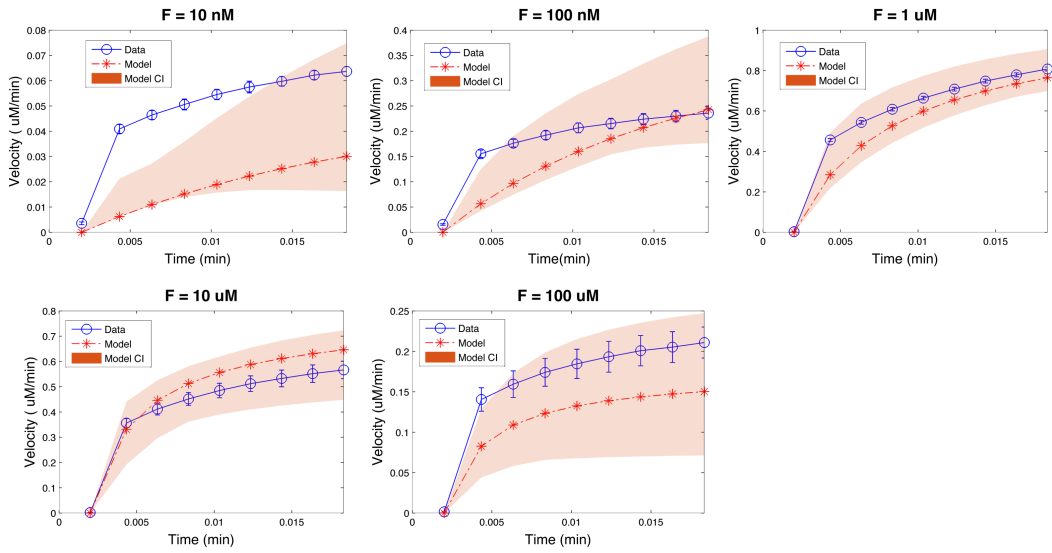 F = 10 nM
F = 100 nM
F = 1 uM
0.08
0.07
0.06
0.05
0.04
0.03
0.02
0.01
0
Velocity ( uM/min)
Data
Model
Model CI
0
0.005
0.01
0.015
Time (min)
0.4
0.35
0.3
0.25
0.2
0.15
0.1
0.05
0
Velocity (uM/min)
Data
Model
Model CI
0
0.005
0.01
0.015
Time(min)
1
0.8
0.6
0.4
0.2
0
Velocity (uM/min)
Data
Model
Model CI
0
0.005
0.01
0.015
Time (min)
F = 10 uM
F = 100 uM
0.8
0.7
0.6
0.5
0.4
0.3
0.2
0.1
0
Velocity ( uM/min)
Data
Model
Model CI
0
0.005
0.01
0.015
Time (min)
0.25
0.2
0.15
0.1
0.05
0
Velocity (uM/min)
Data
Model
Model CI
0
0.005
0.01
0.015
Time (min)